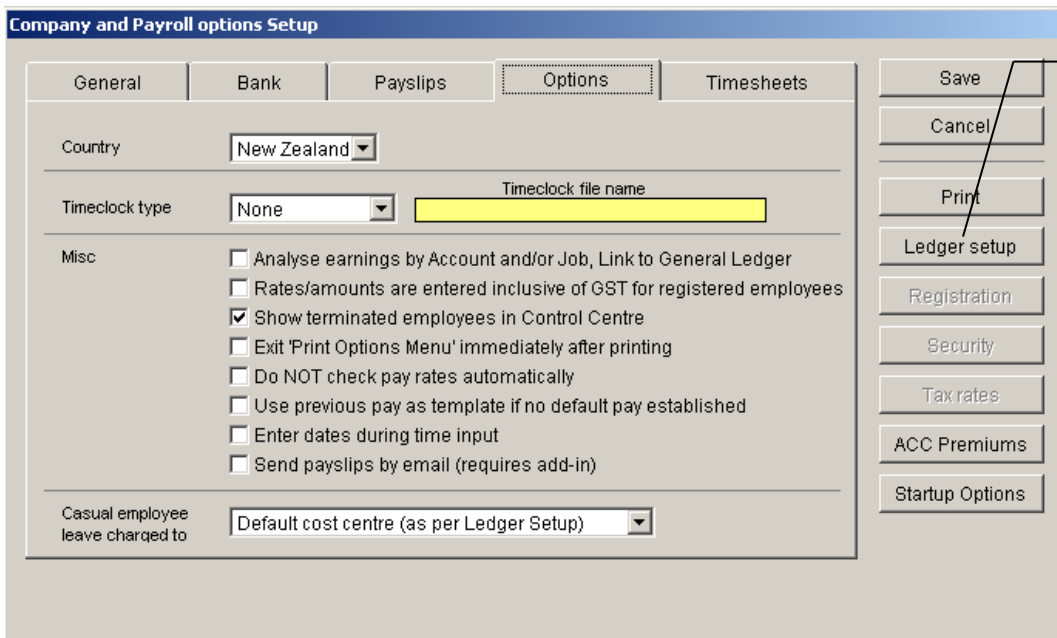 Company and Payroll options Setup
General
Bank
Payslips
Options
Timesheets
Country
New Zealand
Timeclock type
None
Timeclock file name
Misc
Analyse earnings by Account and/or Job, Link to General Ledger
Rates/amounts are entered inclusive of GST for registered employees
Show terminated employees in Control Centre
Exit 'Print Options Menu' immediately after printing
Do NOT check pay rates automatically
Use previous pay as template if no default pay established
Enter dates during time input
Send payslips by email (requires add-in)
Casual employee
leave charged to
Default cost centre (as per Ledger Setup)
Save
Cancel
Print
Ledger setup
Registration
Security
Tax rates
ACC Premiums
Startup Options